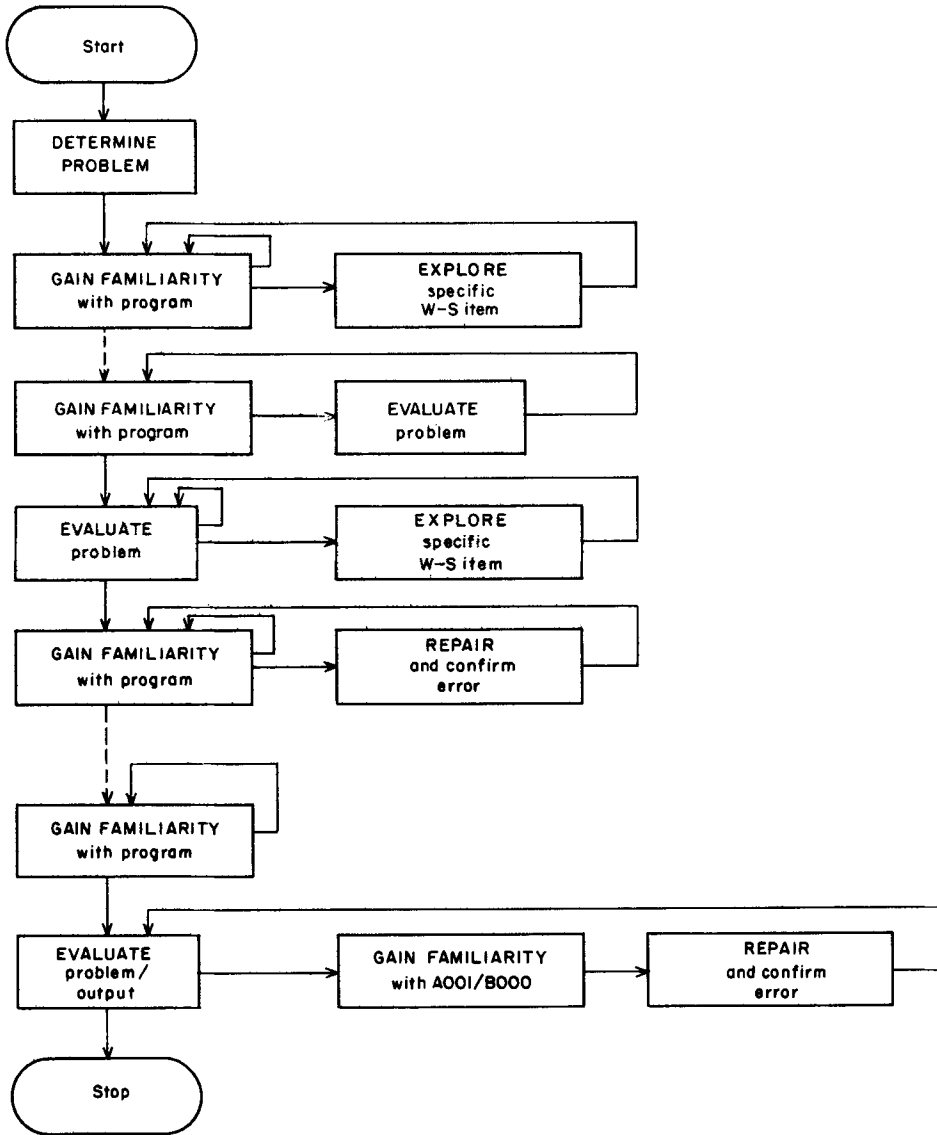 Start
DETERMINE
PROBLEM
GAIN FAMILIARITY
with program
EXPLORE
specific
W-S item
GAIN FAMILIARITY
with program
EVALUATE
problem
EVALUATE
problem
EXPLORE
specific
W-S item
GAIN FAMILIARITY
with program
REPAIR
and confirm
error
GAIN FAMILIARITY
with program
EVALUATE
problem/
output
GAIN FAMILIARITY
with A001/B000
REPAIR
and confirm
error
Stop